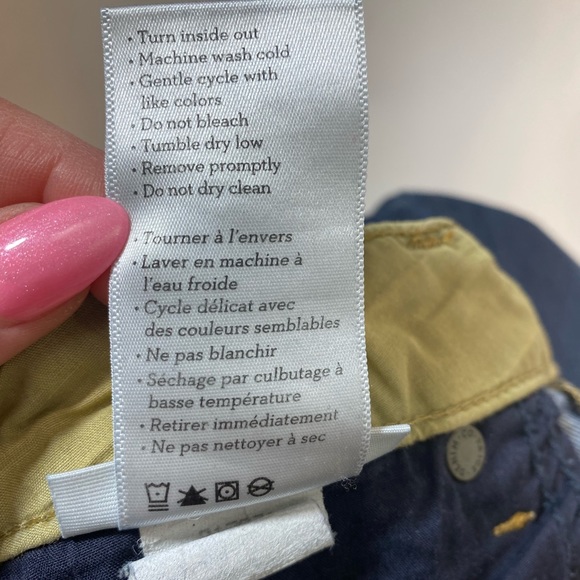 • Turn inside out
• Machine wash cold
• Gentle cycle with
like colors
• Do not bleach
• Tumble dry low
• Remove promptly
• Do not dry clean
• Tourner à l'envers
• Laver en machine à
l'eau froide
• Cycle délicat avec
des couleurs semblables
• Ne pas blanchir
• Séchage par culbutage à
basse température
• Retirer immédiatement
• Ne pas nettoyer à sec